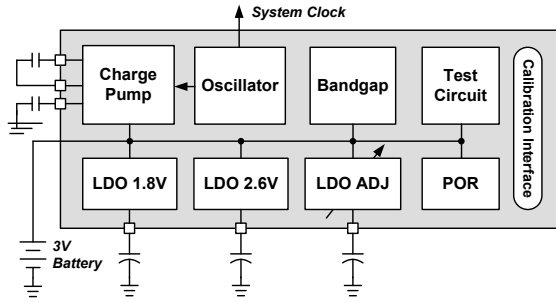 System Clock
Charge
Pump
Oscillator
Bandgap
Test
Circuit
Calibration Interface
LDO 1.8V
LDO 2.6V
LDO ADJ
POR
3V
Battery